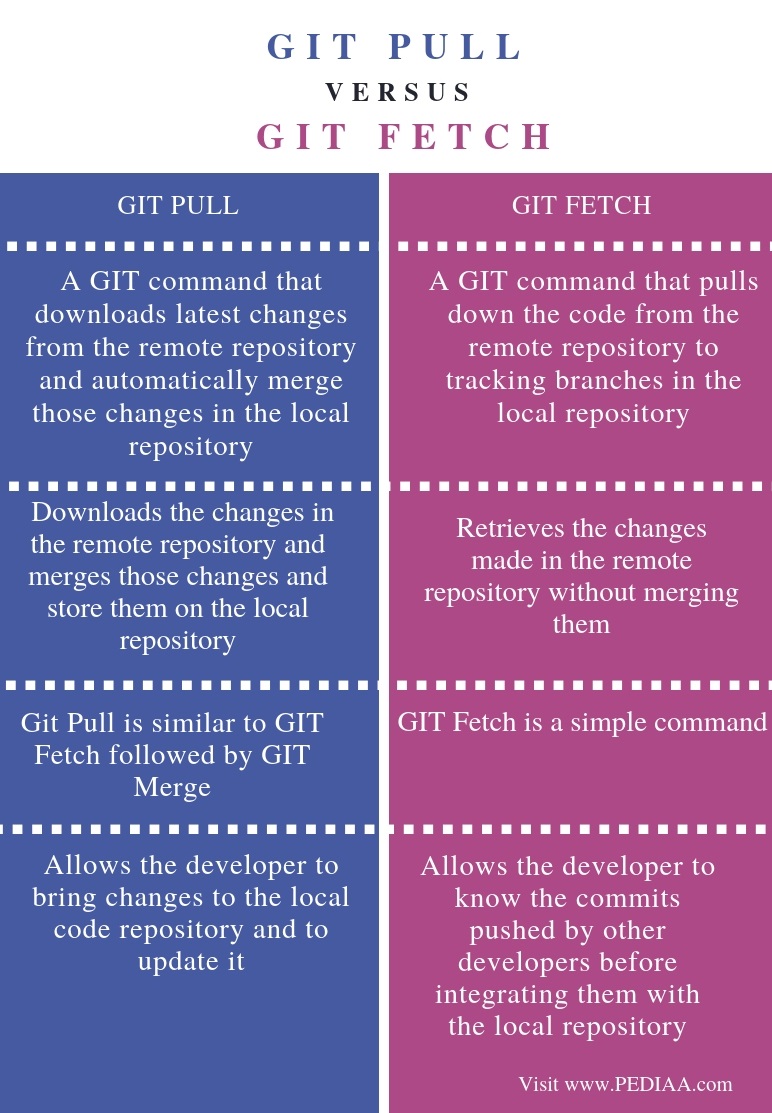 GIT PULL
VERSUS
GIT FETCH
GIT PULL
GIT FETCH
A GIT command that
downloads latest changes
from the remote repository
and automatically merge
those changes in the local
repository
A GIT command that pulls
down the code from the
remote repository to
tracking branches in the
local repository
Downloads the changes in
the remote repository and
merges those changes and
store them on the local
repository
Retrieves the changes
made in the remote
repository without merging
them
Git Pull is similar to GIT
Fetch followed by GIT
Merge
GIT Fetch is a simple command
Allows the developer to
bring changes to the local
code repository and to
update it
Allows the developer to
know the commits
pushed by other
developers before
integrating them with
the local repository
Visit www.PEDIAA.com